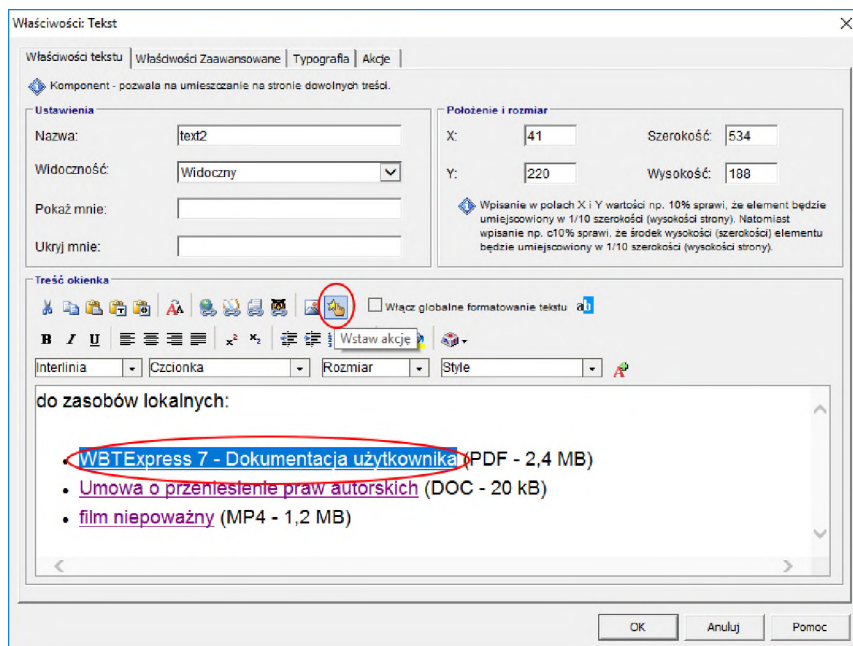 Właściwości: Tekst
Właściwości tekstu Właściwości Zaawansowane Typografia Akcje
Komponent - pozwala na umieszczanie na stronie dowolnych treści.
Ustawienia
Nazwa: text2
Widoczność: Widoczny
Pokaż mnie:
Ukryj mnie:
Położenie i rozmiar
X: 41 Szerokość: 534
Y: 220 Wysokość: 188
Wpisanie w polach X i Y wartości np. 10% sprawi, że element będzie
umiejscowiony w 1/10 szerokości (wysokości strony). Natomiast
wpisanie np. c10% sprawi, że środek wysokości (szerokości) elementu
będzie umiejscowiony w 1/10 szerokości (wysokości strony).
Treść okienka
Włącz globalne formatowanie tekstu
B I U x² x₂ Wstaw akcję
Interlinia Czcionka Rozmiar Style
do zasobów lokalnych:
• WBTExpress 7 - Dokumentacja użytkownika (PDF - 2,4 MB)
• Umowa o przeniesienie praw autorskich (DOC - 20 kB)
• film niepoważny (MP4 - 1,2 MB)
OK Anuluj Pomoc